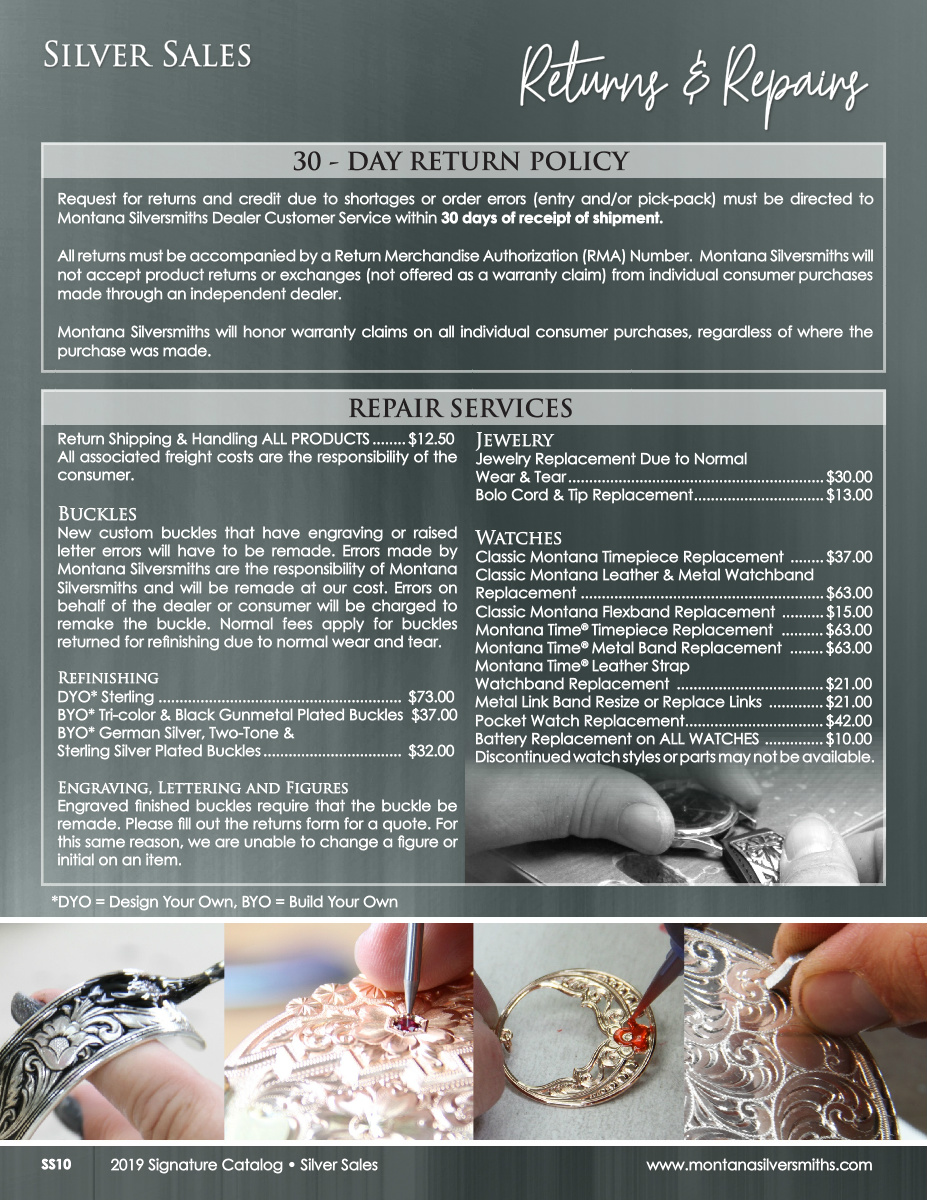 SILVER SALES
Returns & Repairs
30 - DAY RETURN POLICY
Request for returns and credit due to shortages or order errors (entry and/or pick-pack) must be directed to
Montana Silversmiths Dealer Customer Service within 30 days of receipt of shipment.
All returns must be accompanied by a Return Merchandise Authorization (RMA) Number. Montana Silversmiths will
not accept product returns or exchanges (not offered as a warranty claim) from individual consumer purchases
made through an independent dealer.
Montana Silversmiths will honor warranty claims on all individual consumer purchases, regardless of where the
purchase was made.
REPAIR SERVICES
Return Shipping & Handling ALL PRODUCTS ........ $12.50
All associated freight costs are the responsibility of the
consumer.
BUCKLES
New custom buckles that have engraving or raised
letter errors will have to be remade. Errors made by
Montana Silversmiths are the responsibility of Montana
Silversmiths and will be remade at our cost. Errors on
behalf of the dealer or consumer will be charged to
remake the buckle. Normal fees apply for buckles
returned for refinishing due to normal wear and tear.
REFINISHING
DYO* Sterling .................................................... $73.00
BYO* Tri-color & Black Gunmetal Plated Buckles $37.00
BYO* German Silver, Two-Tone &
Sterling Silver Plated Buckles .............................. $32.00
ENGRAVING, LETTERING AND FIGURES
Engraved finished buckles require that the buckle be
remade. Please fill out the returns form for a quote. For
this same reason, we are unable to change a figure or
initial on an item.
JEWELRY
Jewelry Replacement Due to Normal
Wear & Tear ....................................................... $30.00
Bolo Cord & Tip Replacement ............................ $13.00
WATCHES
Classic Montana Timepiece Replacement ........ $37.00
Classic Montana Leather & Metal Watchband
Replacement .................................................... $63.00
Classic Montana Flexband Replacement .......... $15.00
Montana Time® Timepiece Replacement .......... $63.00
Montana Time® Metal Band Replacement ........ $63.00
Montana Time® Leather Strap
Watchband Replacement ................................ $21.00
Metal Link Band Resize or Replace Links ............ $21.00
Pocket Watch Replacement .............................. $42.00
Battery Replacement on ALL WATCHES .............. $10.00
Discontinued watch styles or parts may not be available.
*DYO = Design Your Own, BYO = Build Your Own
SS10
2019 Signature Catalog • Silver Sales
www.montanasilversmiths.com